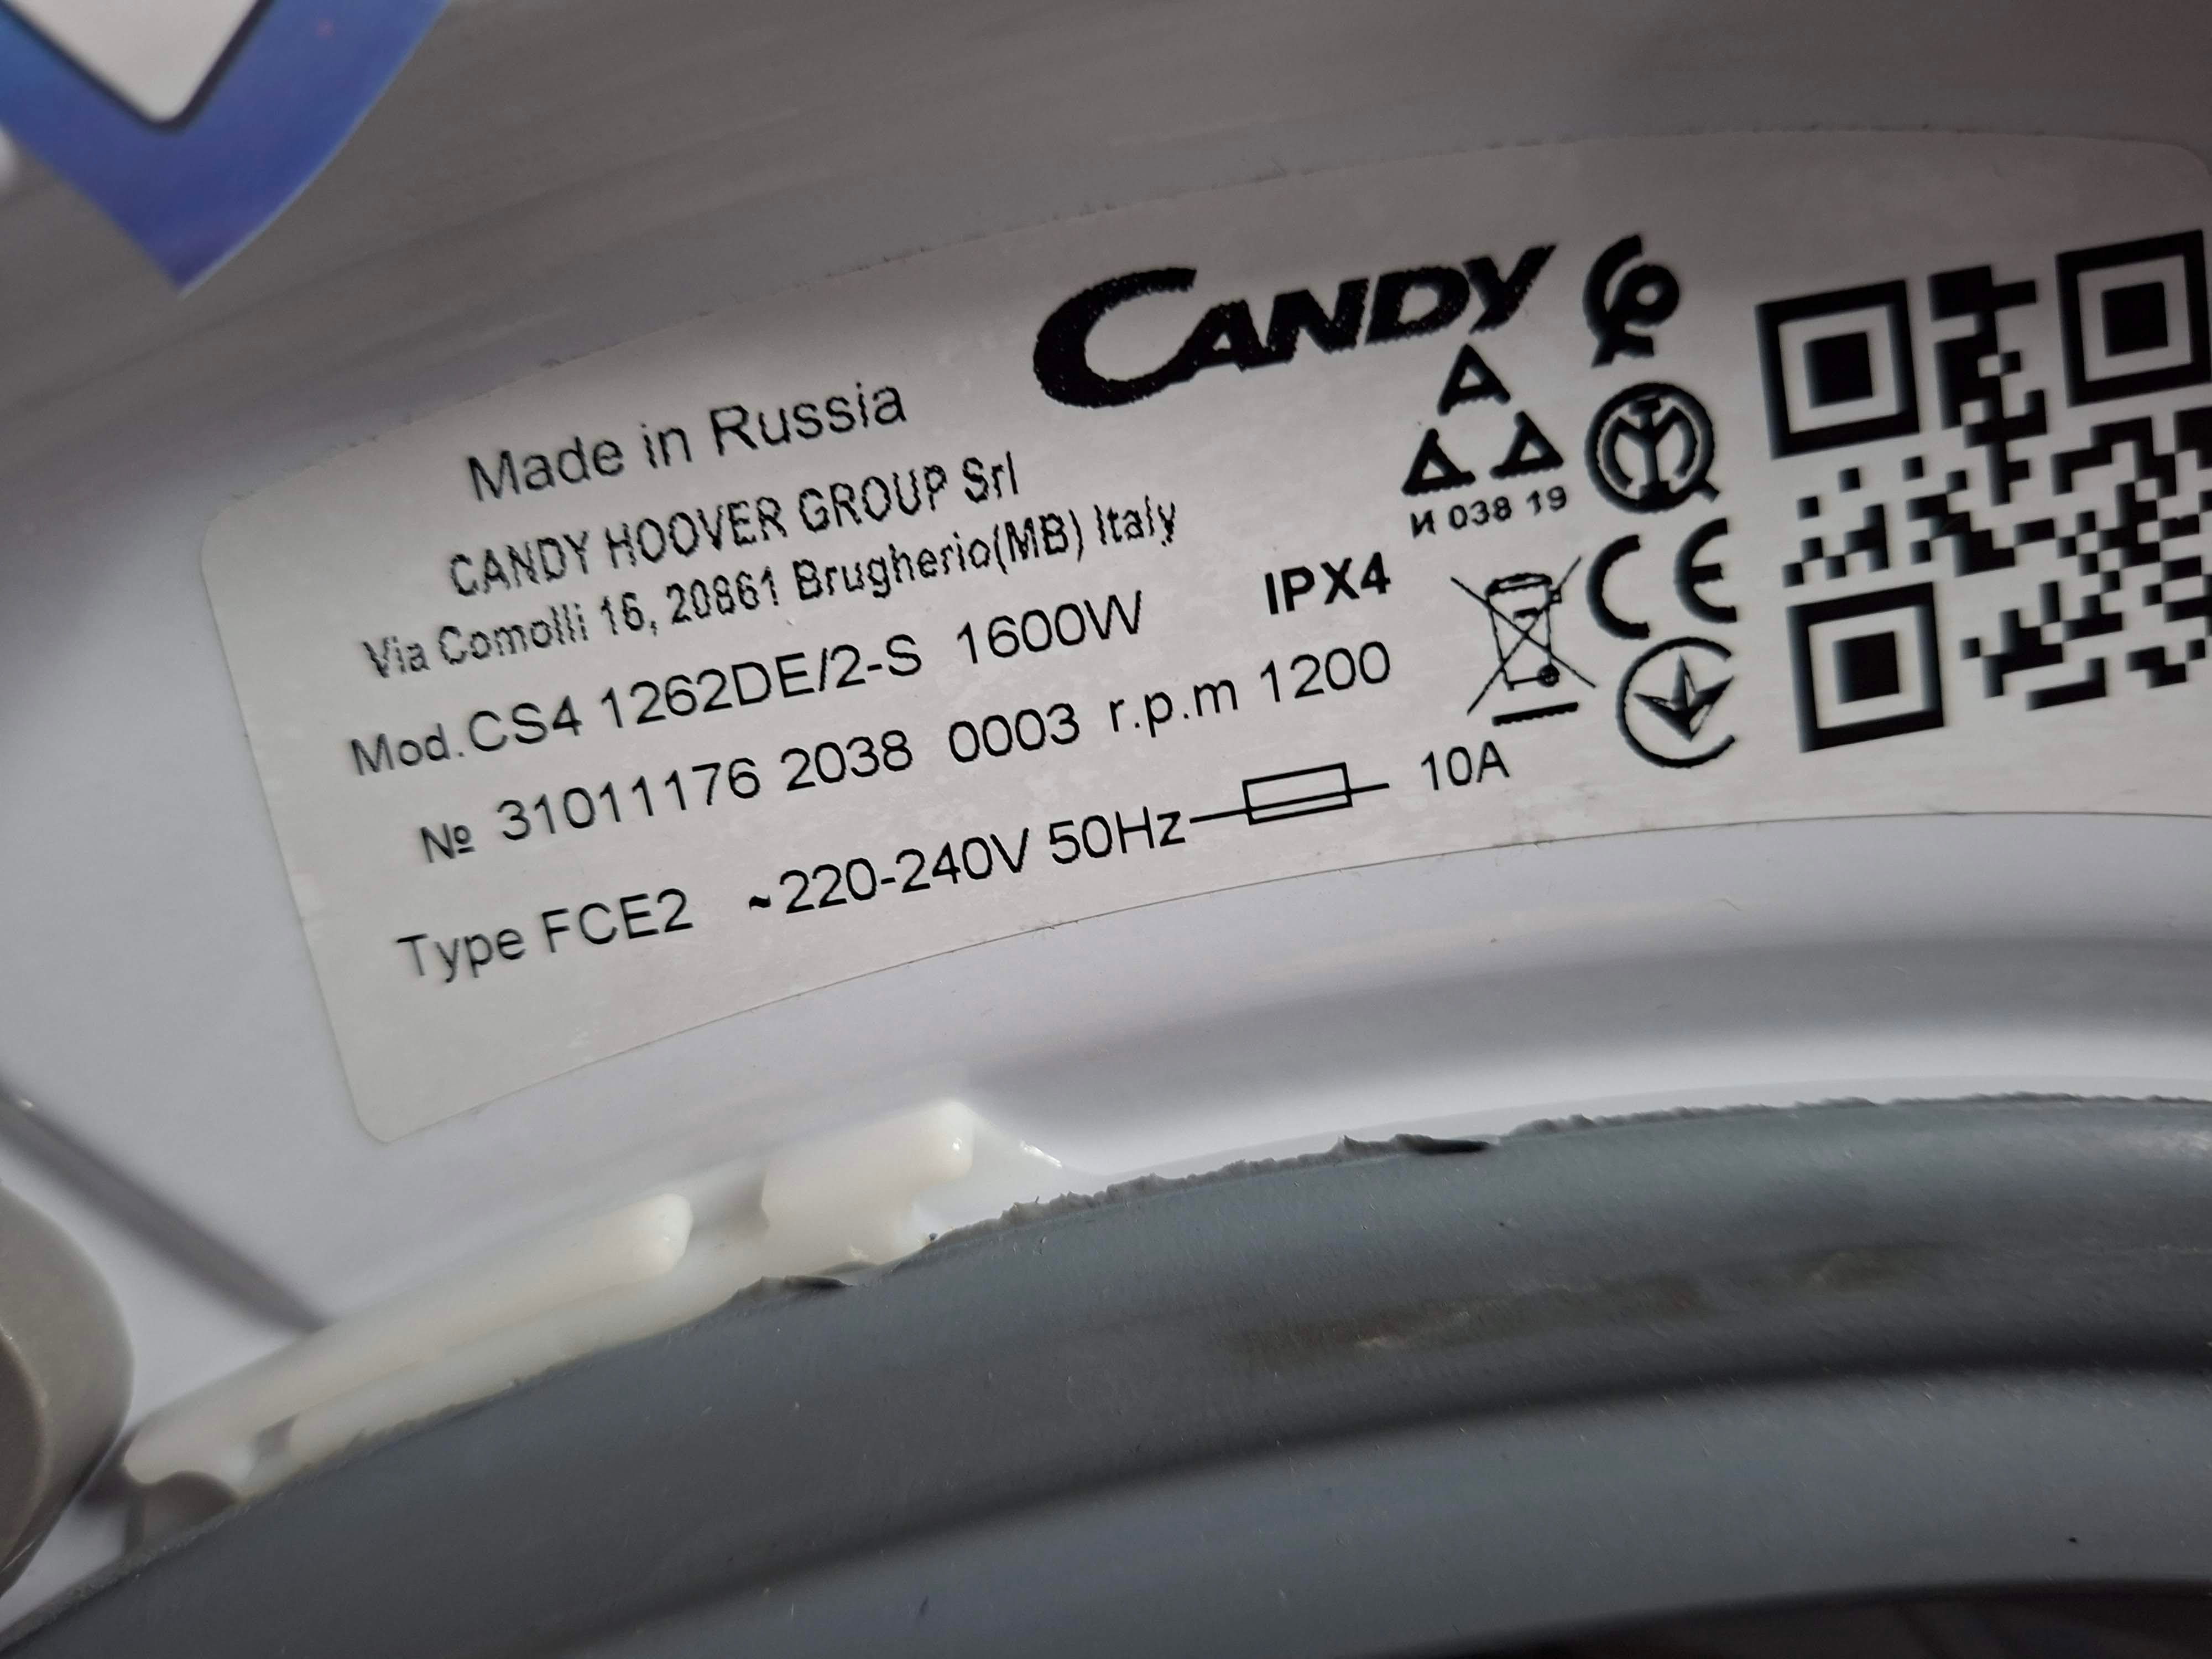 CANDY
Made in Russia
CANDY HOOVER GROUP Srl
Via Comolli 16, 20861 Brugherio(MB) Italy
Mod.CS4 1262DE/2-S 1600W IPX4
№ 31011176 2038 0003 r.p.m 1200
Type FCE2 ~220-240V 50Hz 10A
И 038 19
CE